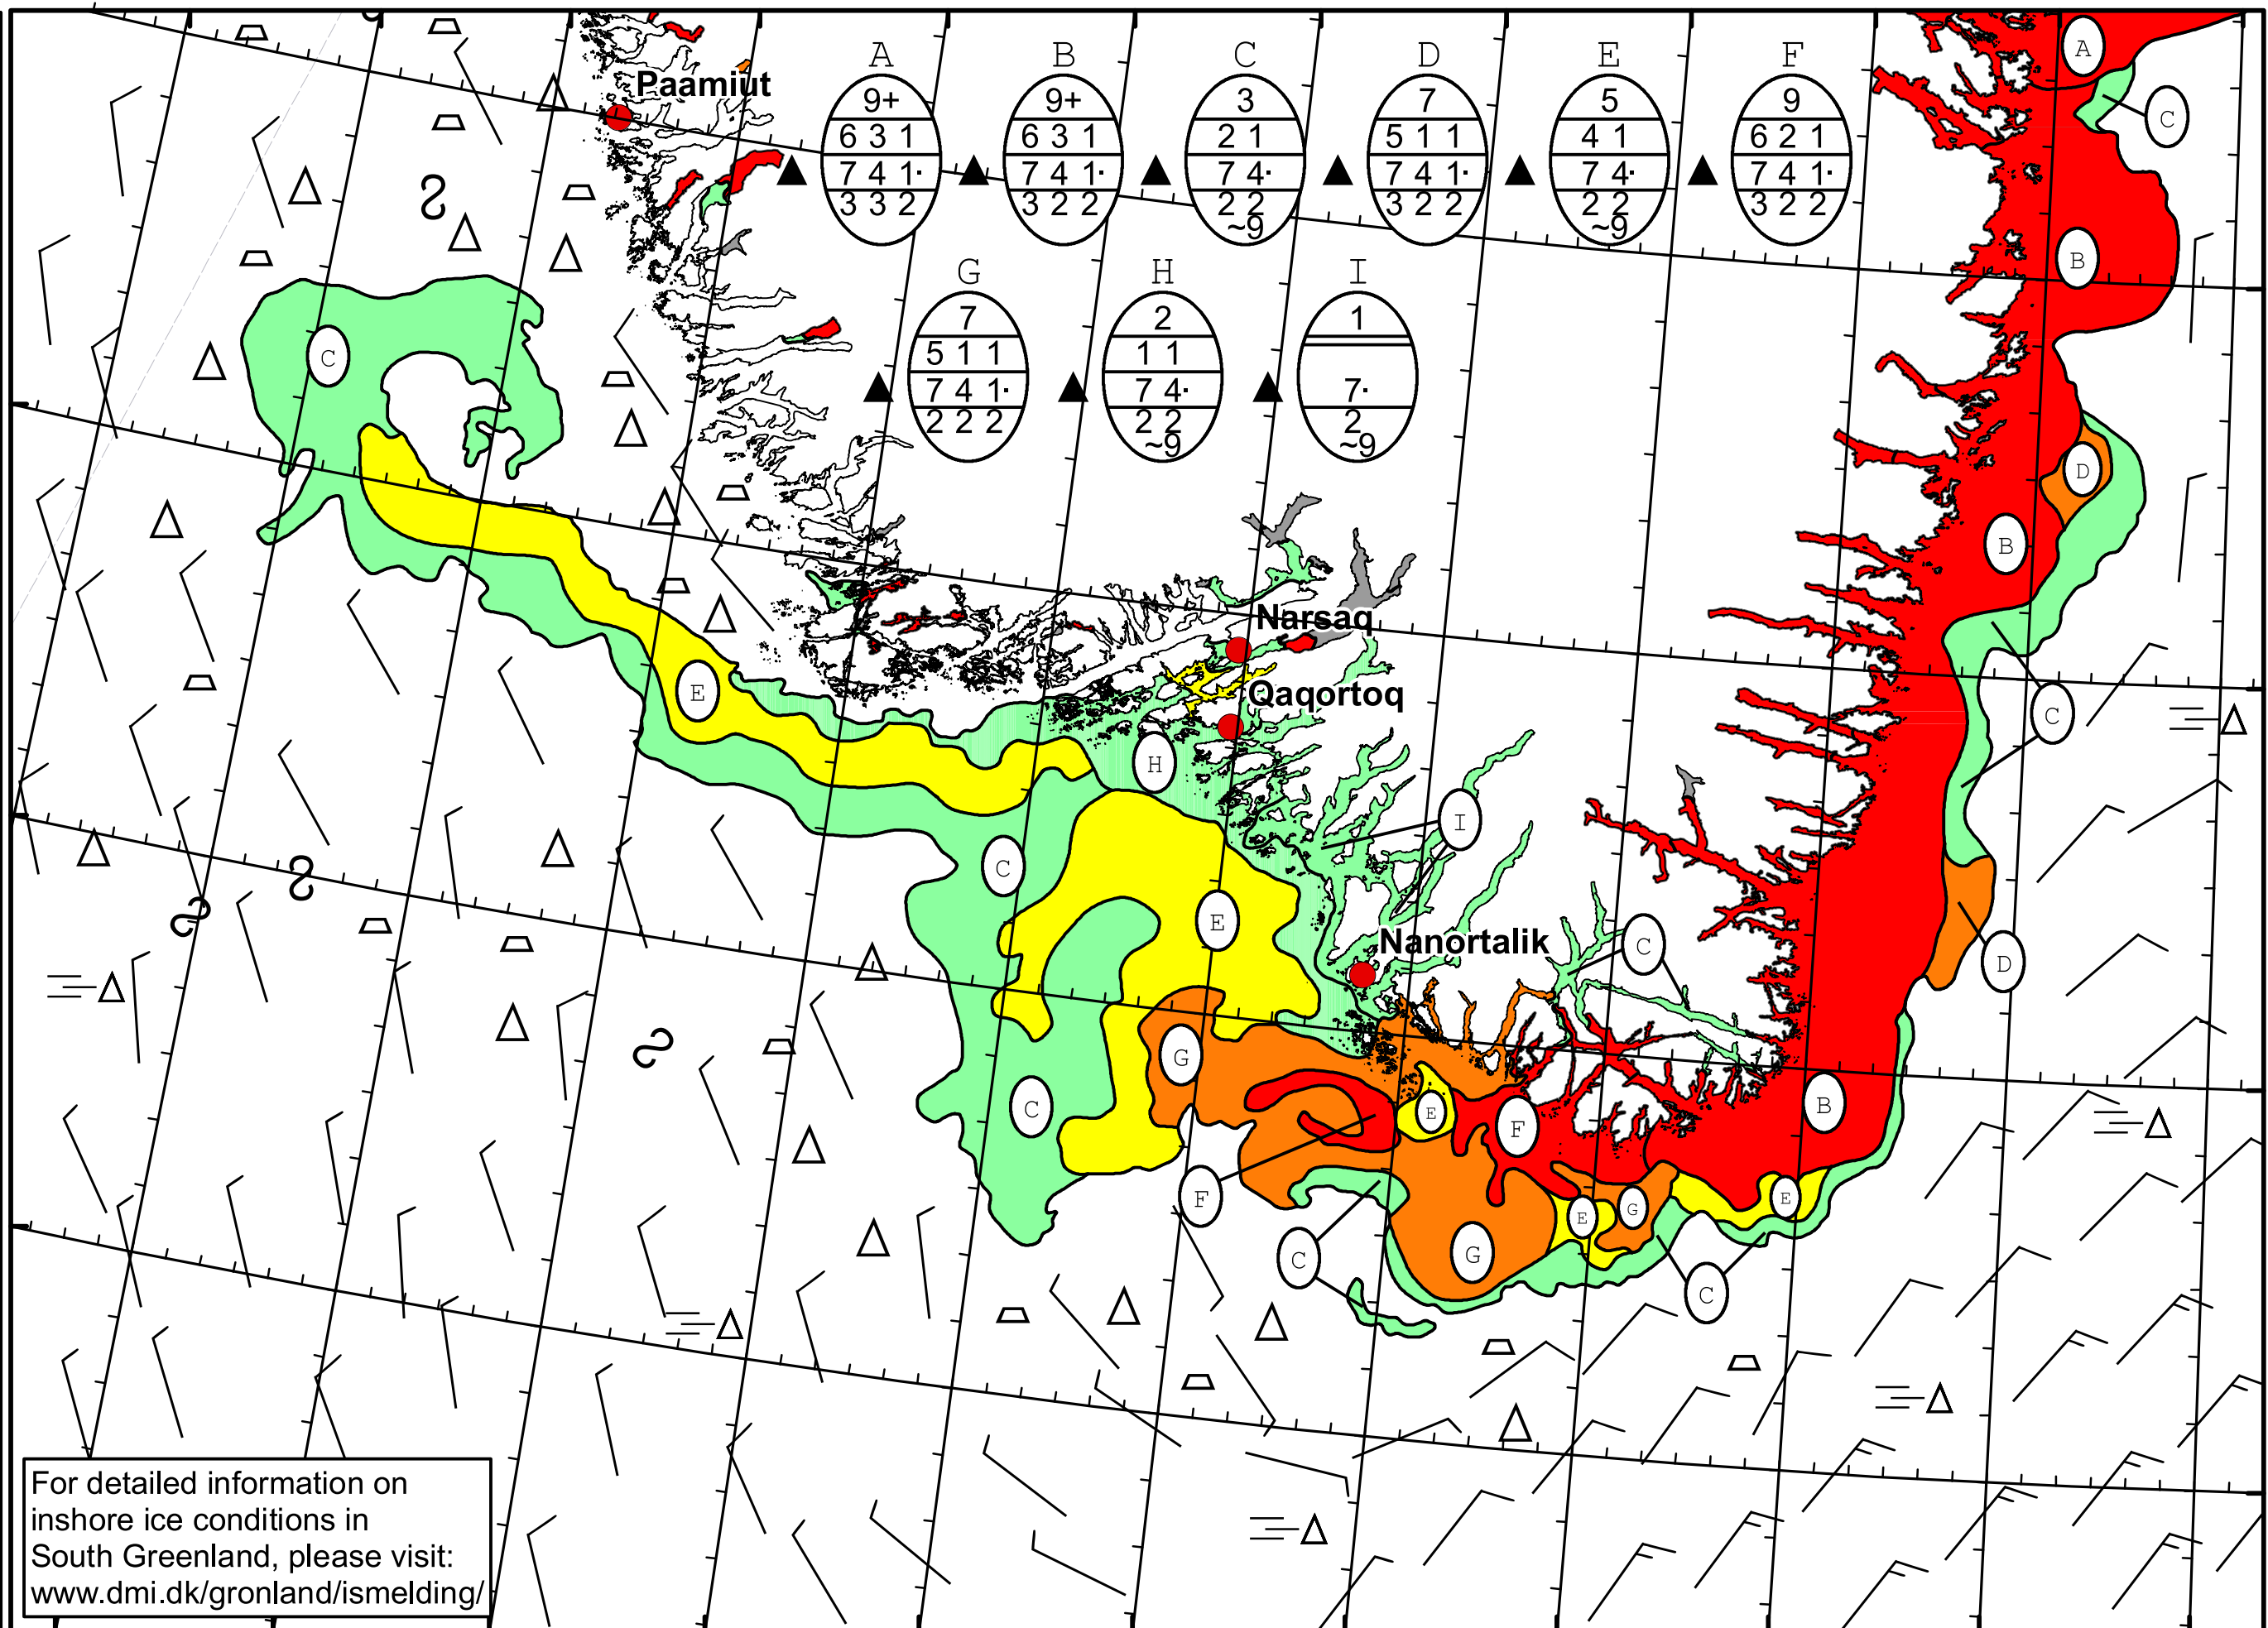 Paamiut
A B C D E F
9+ 9+ 3 7 5 9
6 3 1 6 3 1 2 1 5 1 1 4 1 6 2 1
7 4 1· 7 4 1· 7 4· 7 4 1· 7 4· 7 4 1·
3 3 2 3 2 2 2 2 3 2 2 2 2 3 2 2
~9 ~9
G H I
7 2 1
5 1 1 1 1
7 4 1· 7 4· 7·
2 2 2 2 2 2
~9 ~9
A
C
B
C
D
B
Narsaq
E
Qaqortoq
C
H
I
C
E
Nanortalik
C
D
G
C
E
B
F
F
E
G
E
C
G
C
For detailed information on
inshore ice conditions in
South Greenland, please visit:
www.dmi.dk/gronland/ismelding/